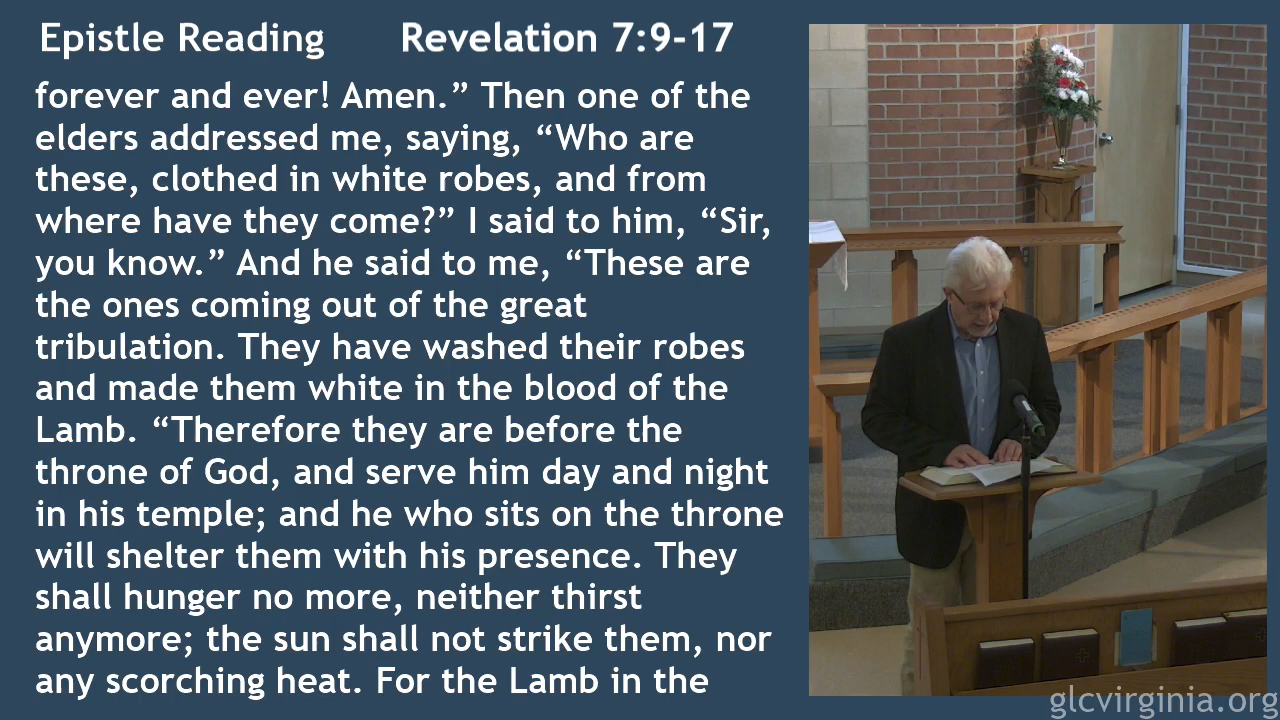 Epistle Reading Revelation 7:9-17
forever and ever! Amen.” Then one of the
elders addressed me, saying, “Who are
these, clothed in white robes, and from
where have they come?” I said to him, “Sir,
you know.” And he said to me, “These are
the ones coming out of the great
tribulation. They have washed their robes
and made them white in the blood of the
Lamb. “Therefore they are before the
throne of God, and serve him day and night
in his temple; and he who sits on the throne
will shelter them with his presence. They
shall hunger no more, neither thirst
anymore; the sun shall not strike them, nor
any scorching heat. For the Lamb in the
glcvirginia.org